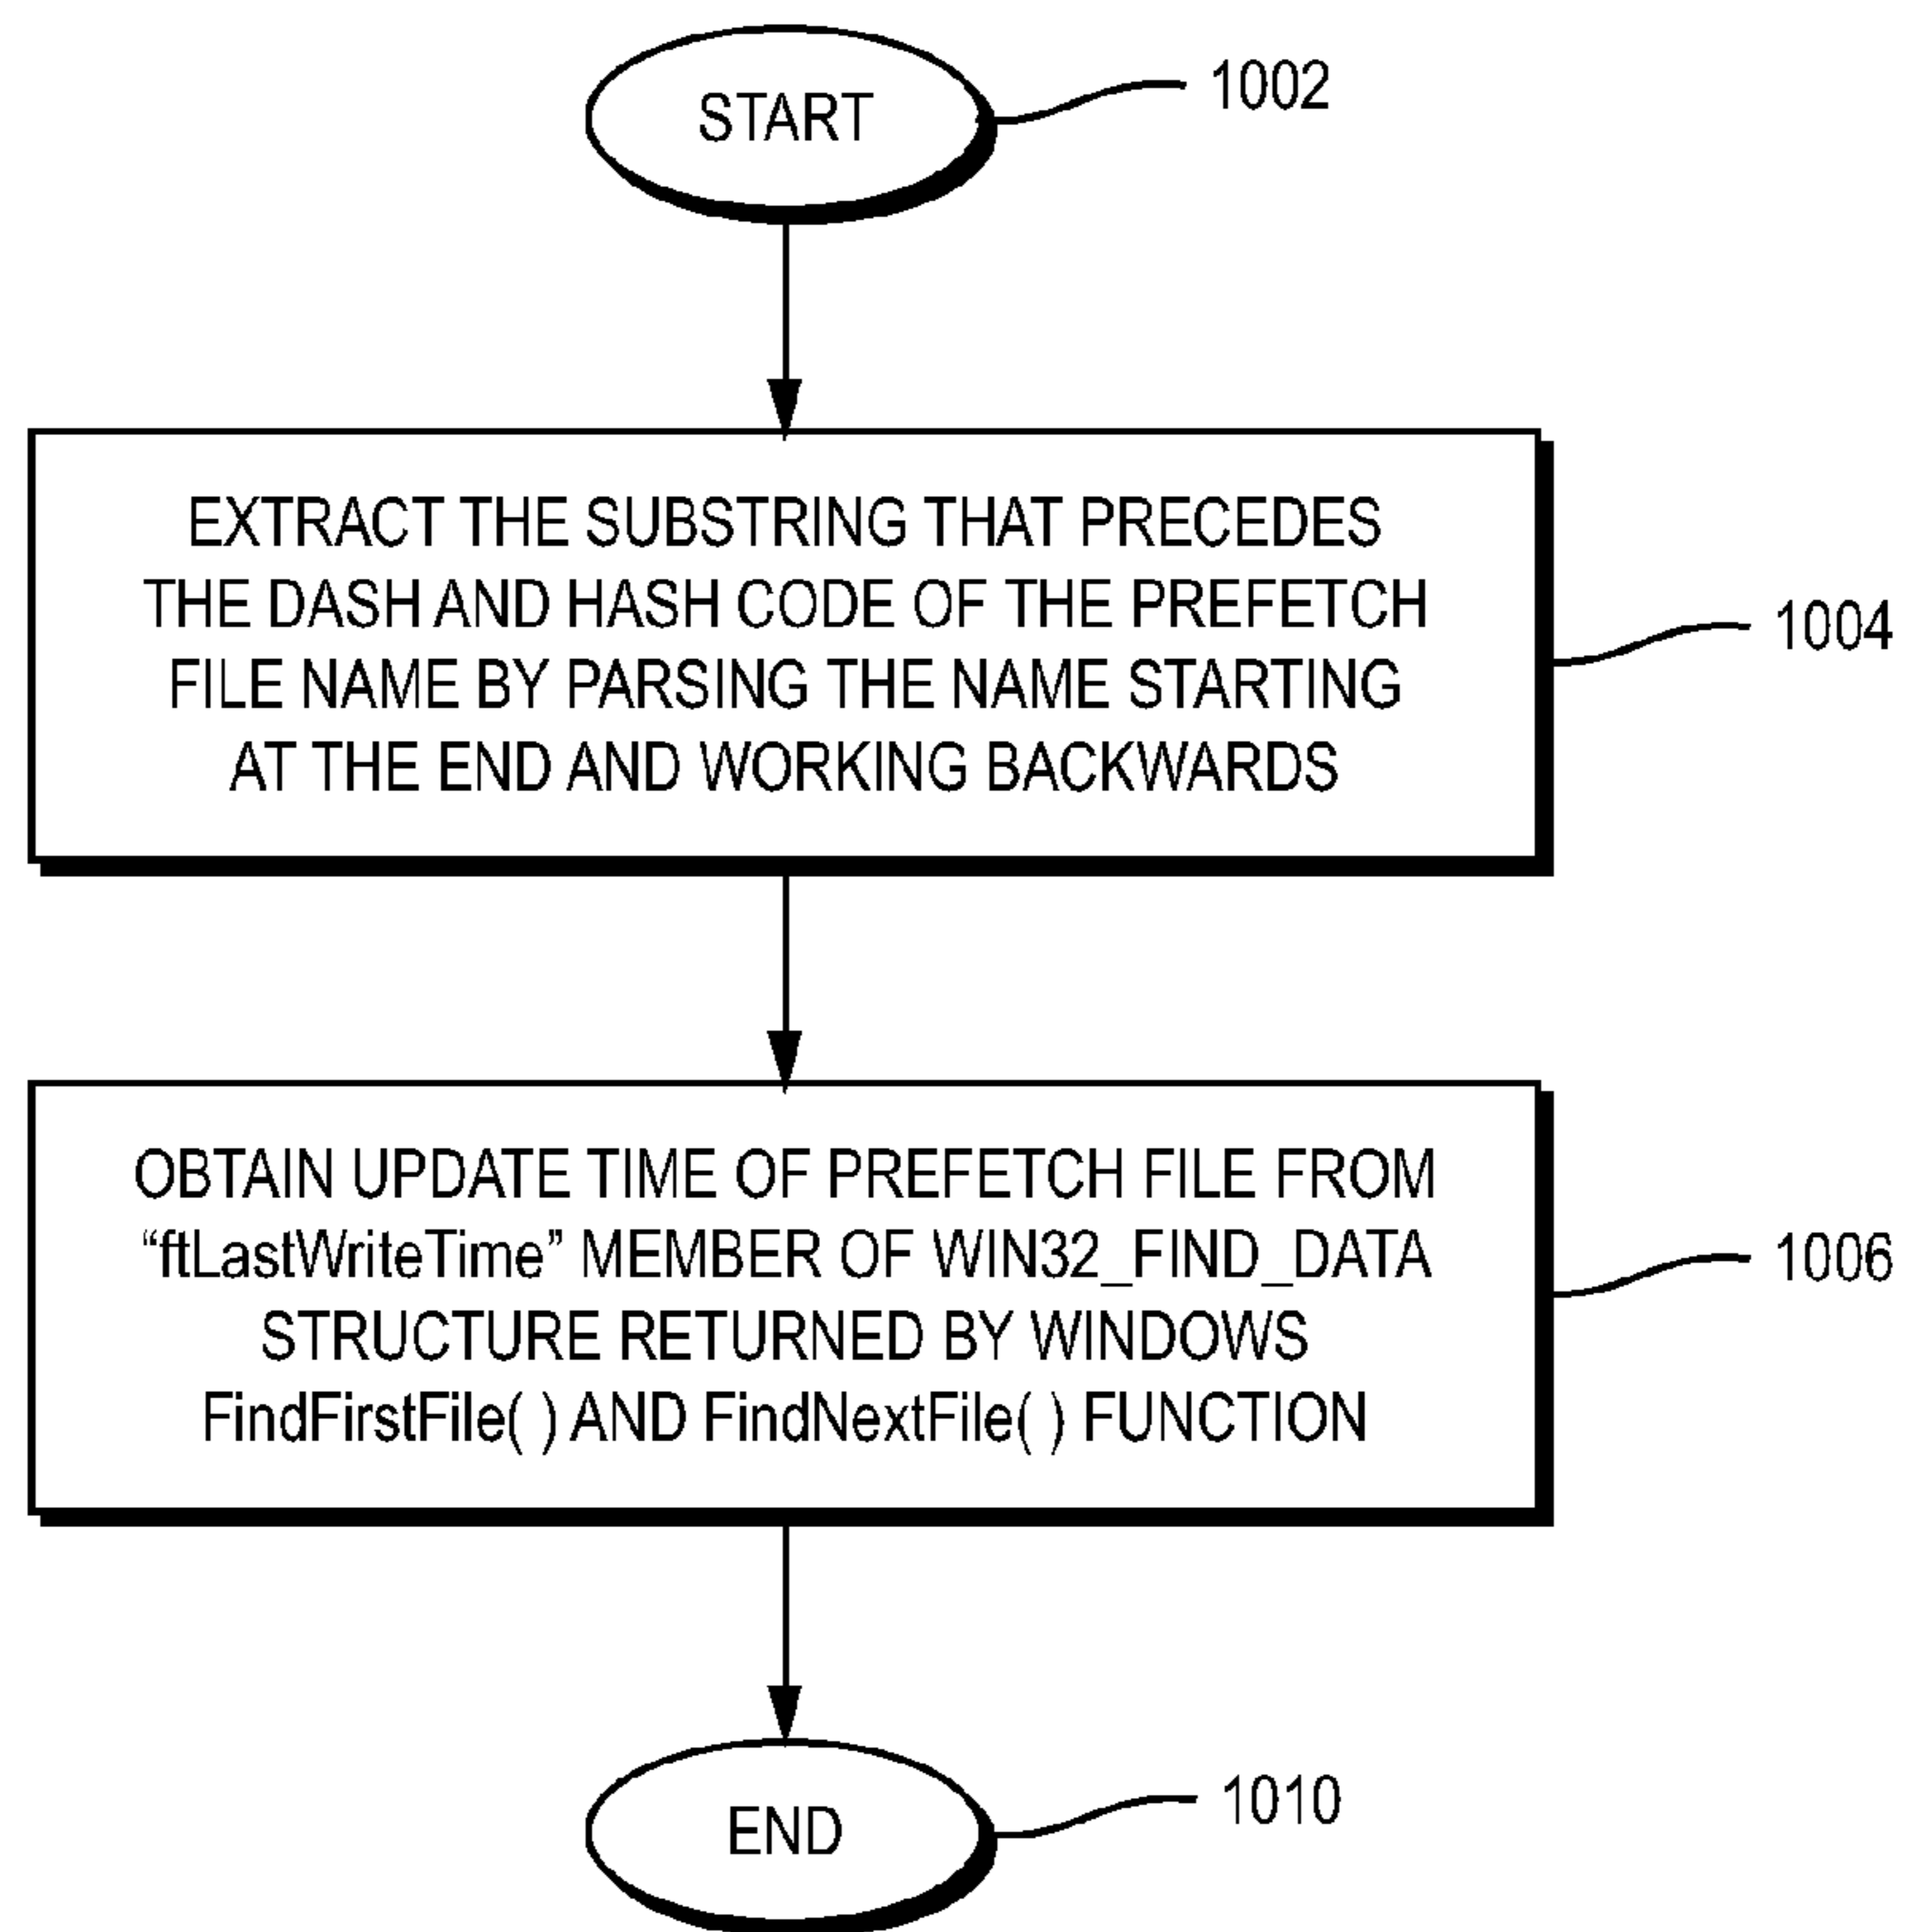 START
1002
EXTRACT THE SUBSTRING THAT PRECEDES
THE DASH AND HASH CODE OF THE PREFETCH
FILE NAME BY PARSING THE NAME STARTING
AT THE END AND WORKING BACKWARDS
1004
OBTAIN UPDATE TIME OF PREFETCH FILE FROM
“ftLastWriteTime” MEMBER OF WIN32_FIND_DATA
STRUCTURE RETURNED BY WINDOWS
FindFirstFile( ) AND FindNextFile( ) FUNCTION
1006
END
1010